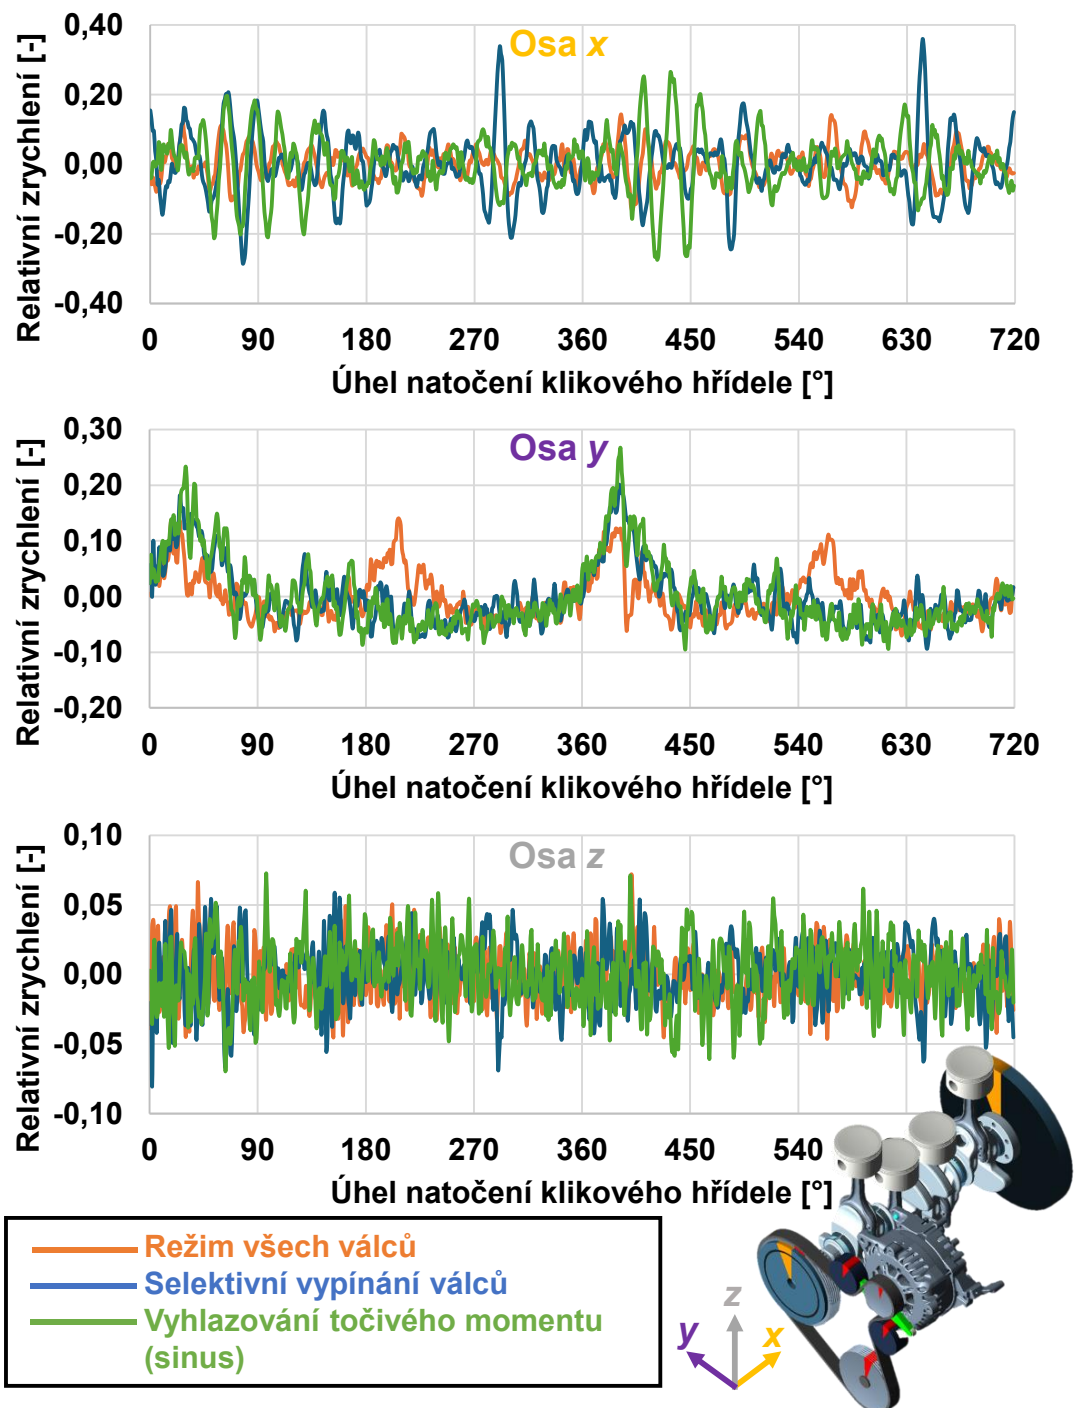 Relativní zrychlení [-]
0,40
0,20
0,00
-0,20
-0,40
Osa x
0 90 180 270 360 450 540 630 720
Úhel natočení klikového hřídele [°]
Relativní zrychlení [-]
0,30
0,20
0,10
0,00
-0,10
-0,20
Osa y
0 90 180 270 360 450 540 630 720
Úhel natočení klikového hřídele [°]
Relativní zrychlení [-]
0,10
0,05
0,00
-0,05
-0,10
Osa z
0 90 180 270 360 450 540
Úhel natočení klikového hřídele [°]
Režim všech válců
Selektivní vypínání válců
Vyhlazování točivého momentu
(sinus)
z
y
x